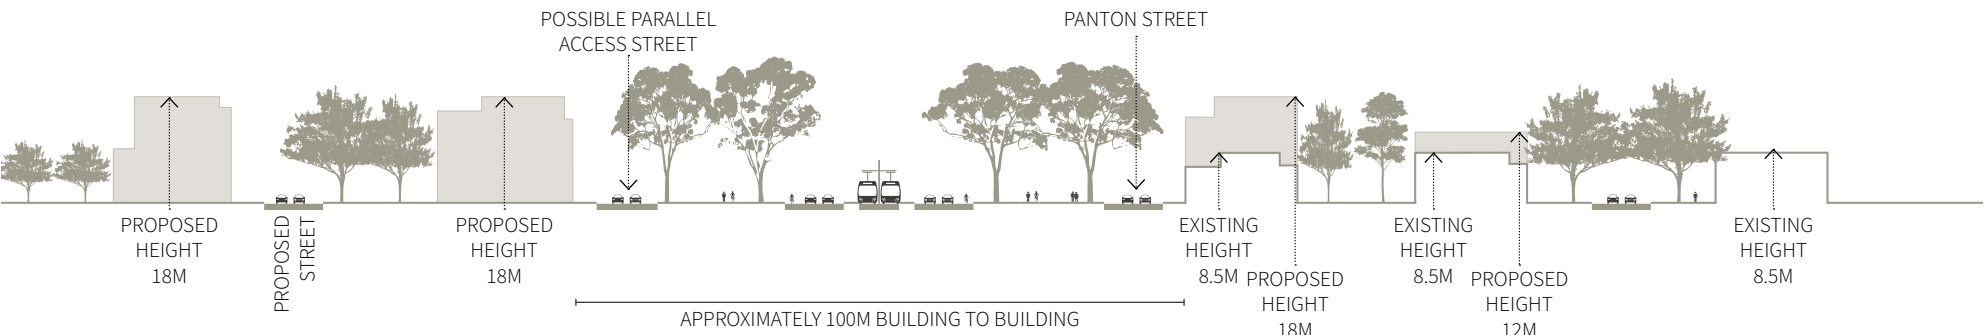 POSSIBLE PARALLEL
ACCESS STREET
PANTON STREET
PROPOSED
HEIGHT
18M
PROPOSED
STREET
PROPOSED
HEIGHT
18M
EXISTING
HEIGHT
8.5M
PROPOSED
HEIGHT
18M
EXISTING
HEIGHT
8.5M
PROPOSED
HEIGHT
12M
EXISTING
HEIGHT
8.5M
APPROXIMATELY 100M BUILDING TO BUILDING